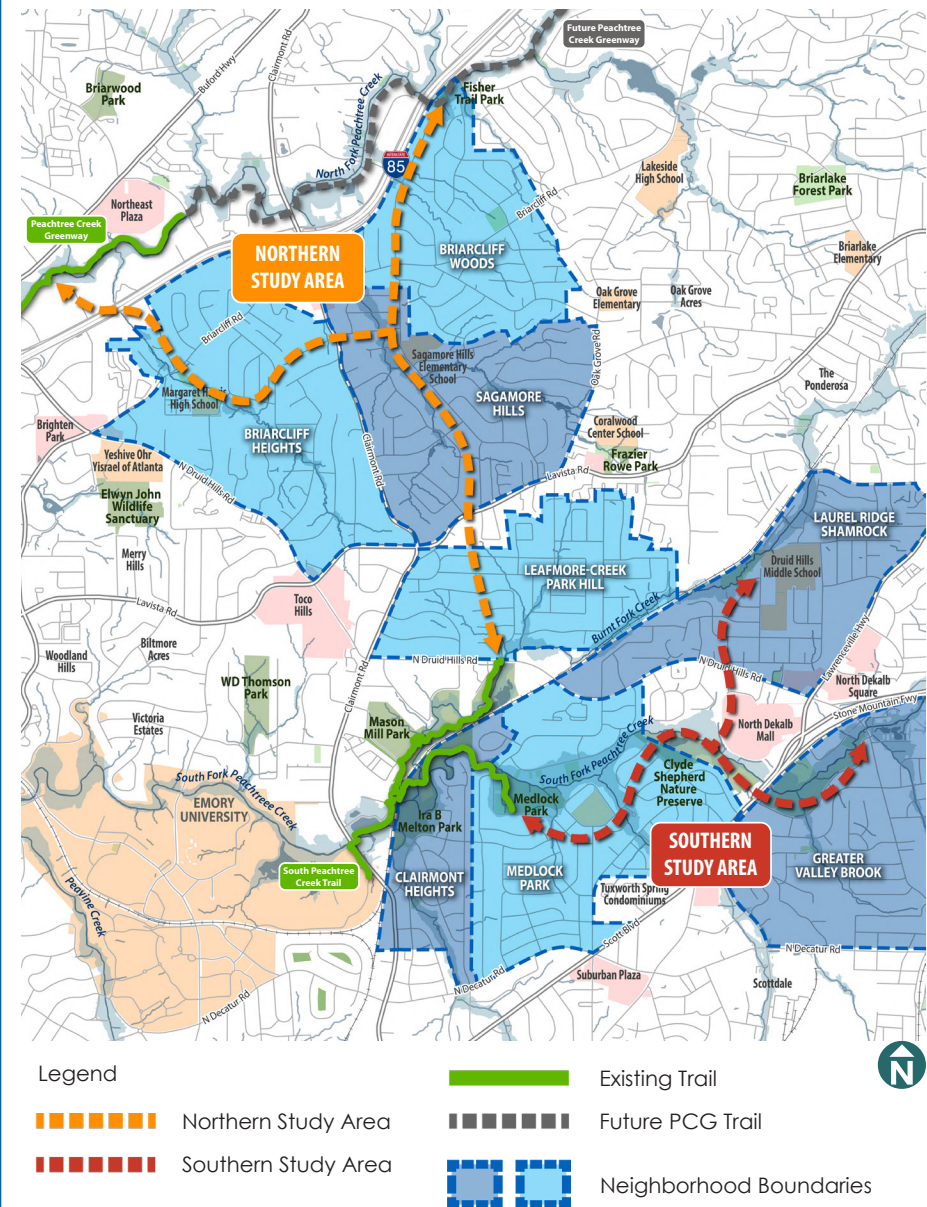 Future Peachtree
Creek Greenway
Clairmont Rd
Buford Hwy
Briarwood
Park
Fisher
Trail Park
North Fork Peachtree Creek
INTERSTATE
85
Lakeside
High School
Briarlake
Forest Park
Northeast
Plaza
Briarcliff Rd
Peachtree Creek
Greenway
NORTHERN
STUDY AREA
BRIARCLIFF
WOODS
Briarlake
Elementary
Oak Grove
Elementary
Oak Grove
Acres
Briarcliff Rd
Oak Grove Rd
Sagamore Hills
Elementary
School
The
Ponderosa
Margaret Harris
High School
SAGAMORE
HILLS
Brighten
Park
BRIARCLIFF
HEIGHTS
Clairmont Rd
Coralwood
Center School
Frazier
Rowe Park
Yeshive Ohr
Yisrael of Atlanta
N Druid Hills Rd
Lavista Rd
Elwyn John
Wildlife
Sanctuary
LAUREL RIDGE
SHAMROCK
Merry
Hills
LEAFMORE-CREEK
PARK HILL
Druid Hills
Middle School
Toco
Hills
Lavista Rd
Burnt Fork Creek
Lawrenceville Hwy
Woodland
Hills
Biltmore
Acres
N Druid Hills Rd
N Druid Hills Rd
WD Thomson
Park
Clairmont Rd
North Dekalb
Square
Stone Mountain Fwy
Victoria
Estates
Mason
Mill Park
North Dekalb
Mall
South Fork Peachtree Creek
South Fork Peachtreee Creek
Clyde
Shepherd
Nature
Preserve
EMORY
UNIVERSITY
Medlock
Park
Ira B
Melton Park
SOUTHERN
STUDY AREA
GREATER
VALLEY BROOK
South Peachtree
Creek Trail
CLAIRMONT
HEIGHTS
MEDLOCK
PARK
Peavine Creek
Tuxworth Spring
Condominiums
Scott Blvd
N Decatur Rd
N Decatur Rd
Suburban Plaza
Scottdale
N Decatur Rd
N
Legend
Existing Trail
Northern Study Area
Future PCG Trail
Southern Study Area
Neighborhood Boundaries